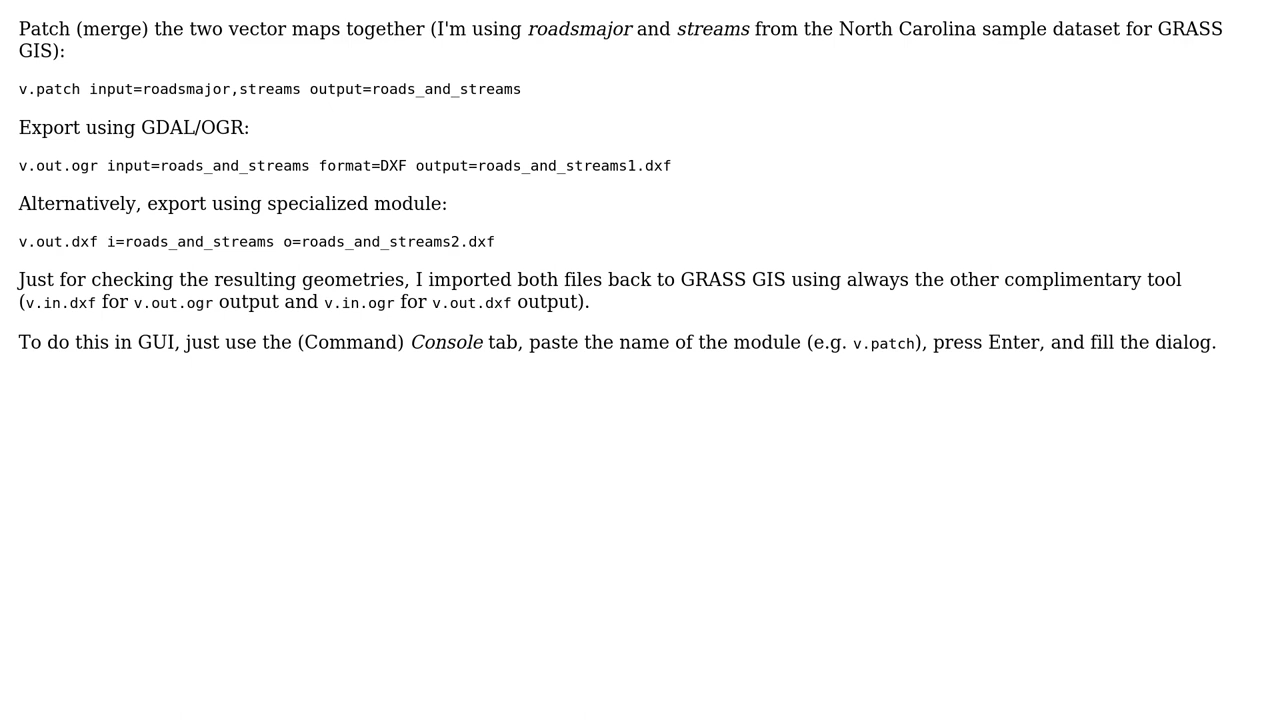 Patch (merge) the two vector maps together (I'm using roadsmajor and streams from the North Carolina sample dataset for GRASS
GIS):
v.patch input=roadsmajor,streams output=roads_and_streams
Export using GDAL/OGR:
v.out.ogr input=roads_and_streams format=DXF output=roads_and_streams1.dxf
Alternatively, export using specialized module:
v.out.dxf i=roads_and_streams o=roads_and_streams2.dxf
Just for checking the resulting geometries, I imported both files back to GRASS GIS using always the other complimentary tool
(v.in.dxf for v.out.ogr output and v.in.ogr for v.out.dxf output).
To do this in GUI, just use the (Command) Console tab, paste the name of the module (e.g. v.patch), press Enter, and fill the dialog.